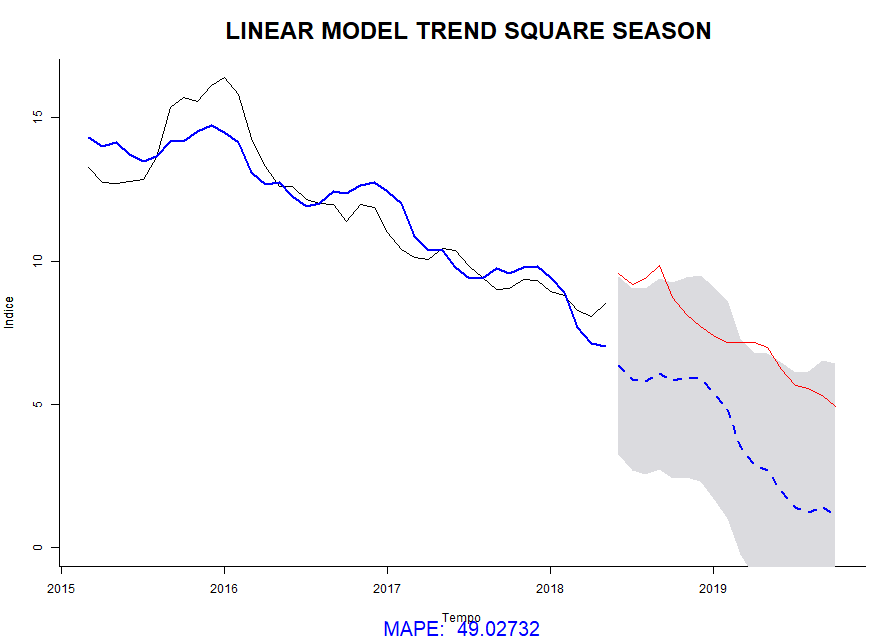 LINEAR MODEL TREND SQUARE SEASON
15
10
5
0
Indice
2015 2016 2017 2018 2019
Tempo
MAPE: 49.02732